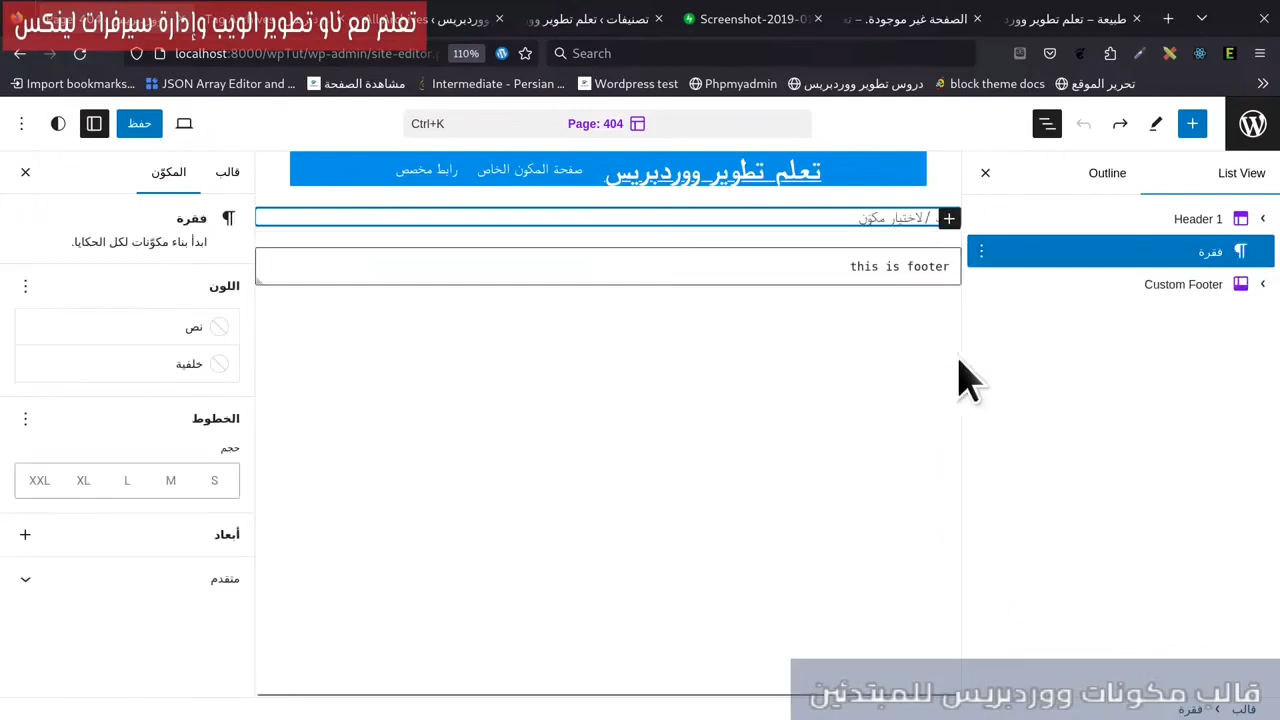 تعلم مع ناو تطوير الويب وإدارة سيرفرات لينكس
All Archives
تصنيفات ‹ تعلم تطوير وورد
Screenshot-2019-01
الصفحة غير موجودة. –
طبيعة – تعلم تطوير ووردب
localhost:8000/wpTut/wp-admin/site-editor.p
110%
Search
Import bookmarks...
JSON Array Editor and ...
مشاهدة الصفحة
Intermediate - Persian ...
Wordpress test
Phpmyadmin
دروس تطوير ووردبريس
block theme docs
تحرير الموقع
حفظ
Ctrl+K
Page: 404
قالب
المكوّن
تعلم تطوير ووردبريس
صفحة المكون الخاص
رابط مخصص
List View
Outline
فقرة
ابدأ بناء مكوّنات لكل الحكايا.
/ لاختيار مكوّن
Header 1
فقرة
this is footer
Custom Footer
اللون
نص
خلفية
الخطوط
حجم
S M L XL XXL
أبعاد
متقدم
قالب مكونات ووردبريس للمبتدئين
قالب ‹ فقرة